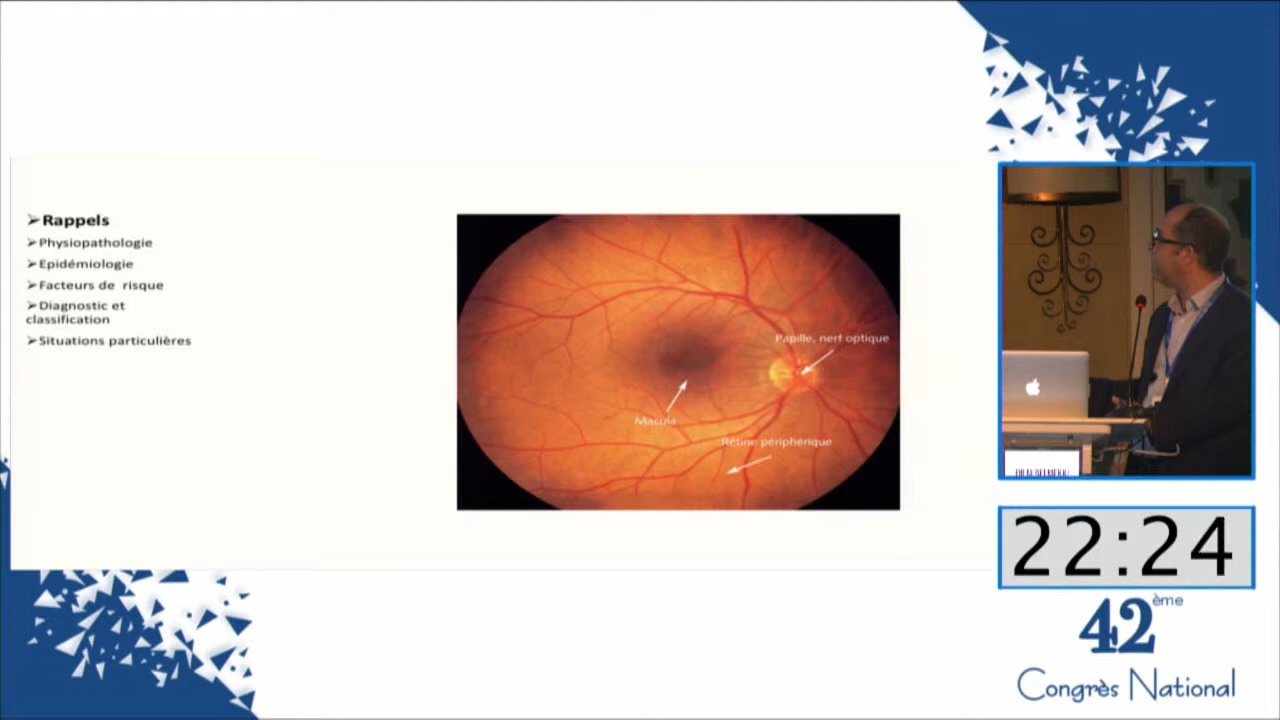 ➢Rappels
➢Physiopathologie
➢Epidémiologie
➢Facteurs de risque
➢Diagnostic et
classification
➢Situations particulières
Papille, nerf optique
Macula
Rétine périphérique
22:24
42ème
Congrès National